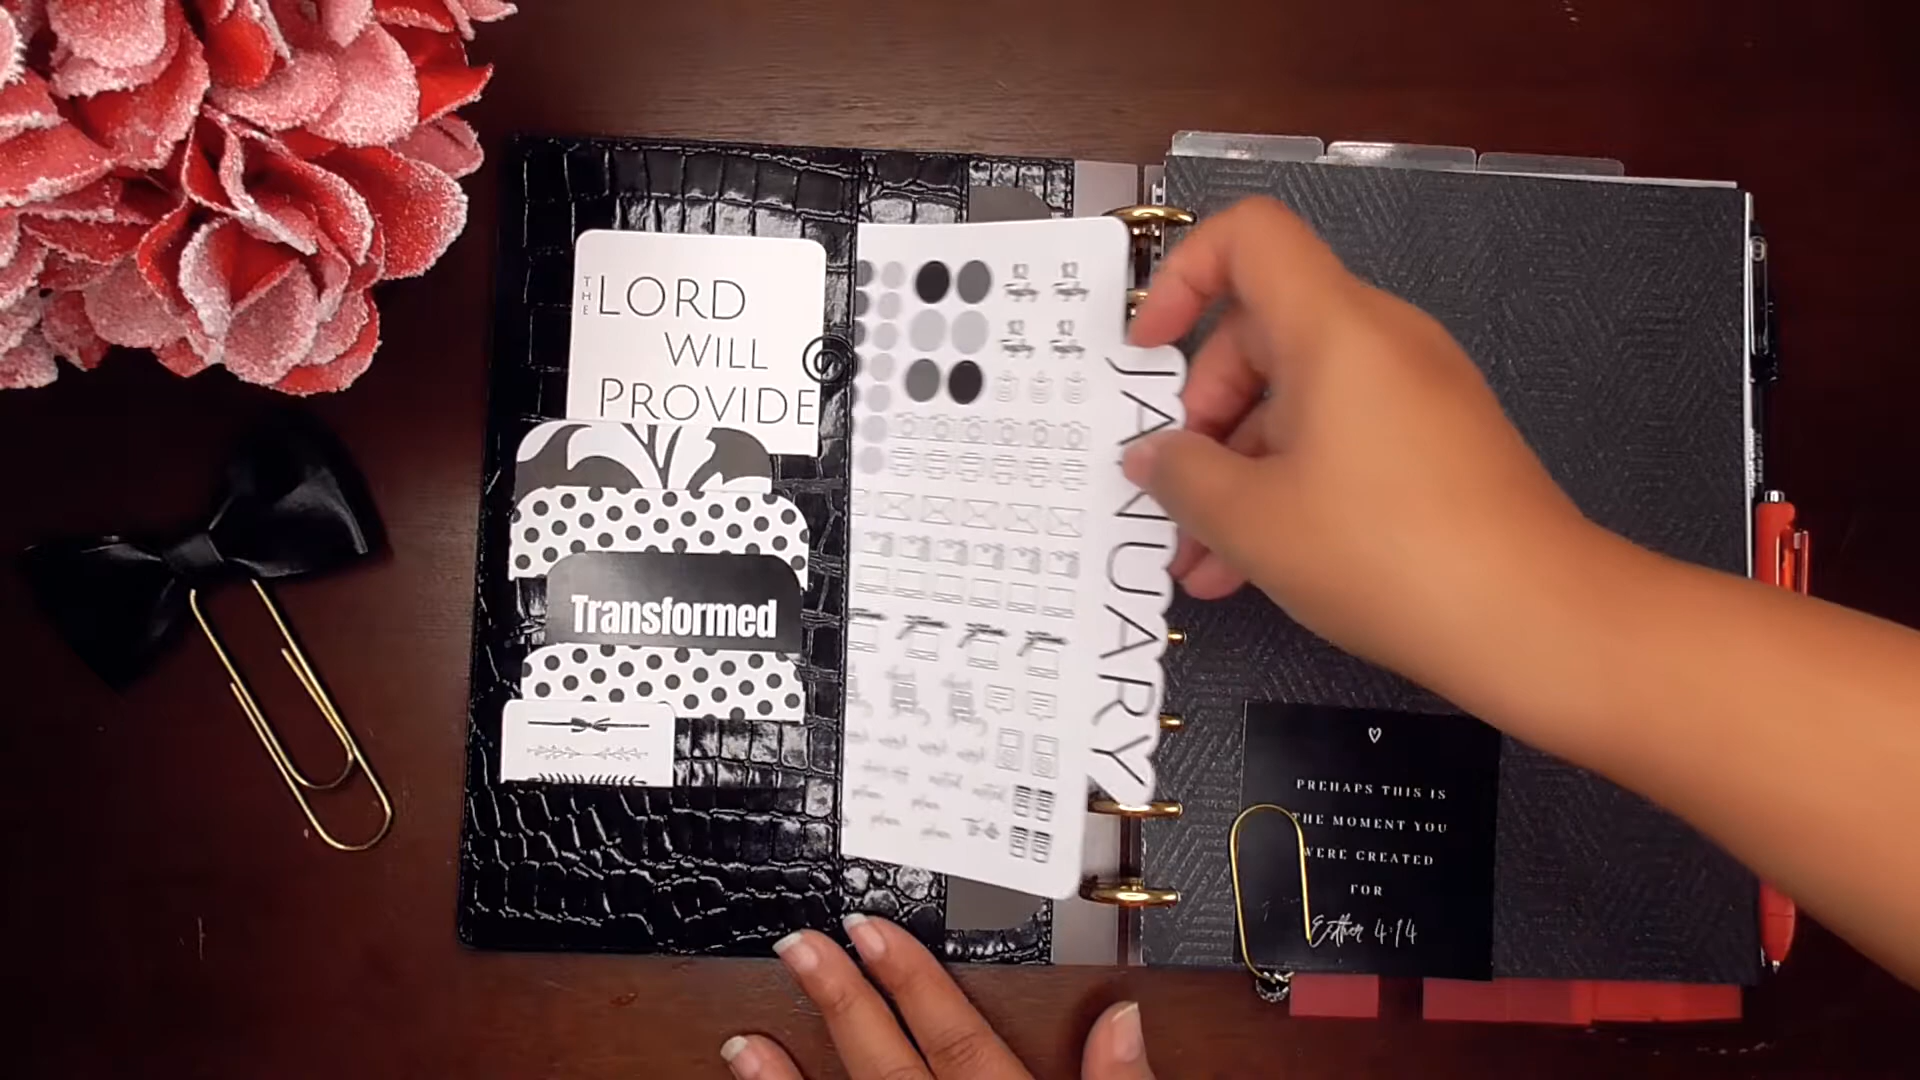 THE
LORD
WILL
PROVIDE
Transformed
JANUARY
PREHAPS THIS IS
THE MOMENT YOU
WERE CREATED
FOR
Esther 4:14